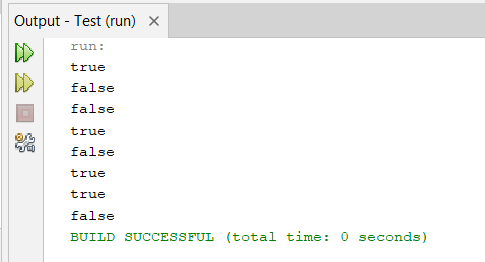 Output - Test (run)
run:
true
false
false
true
false
true
true
false
BUILD SUCCESSFUL (total time: 0 seconds)